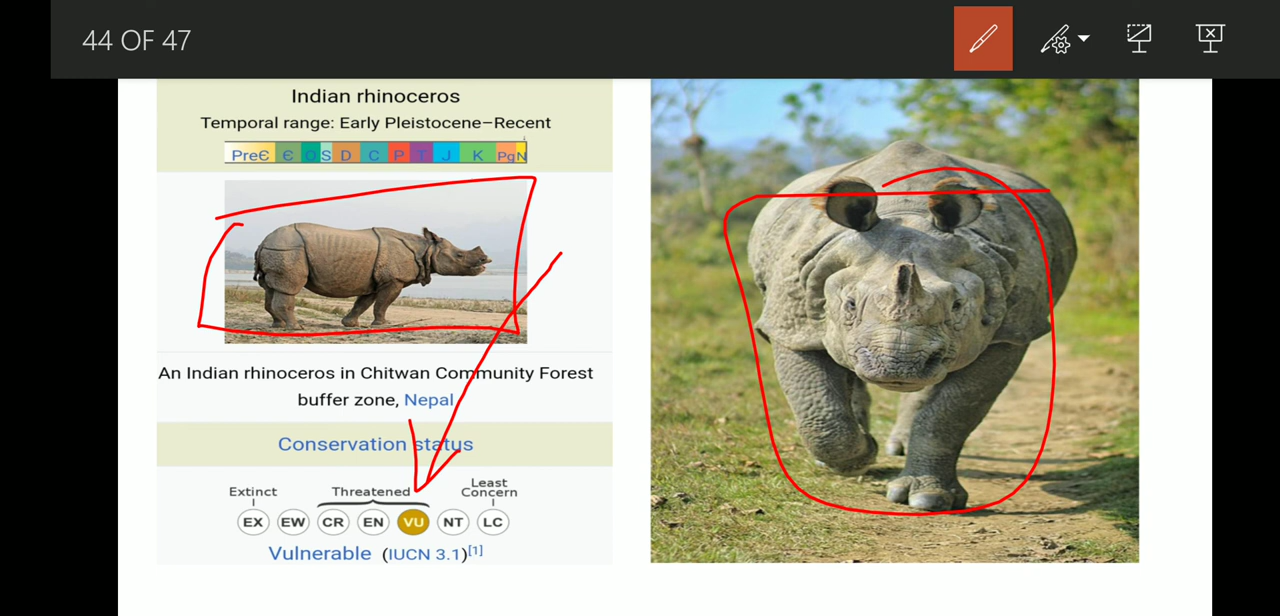 44 OF 47
Indian rhinoceros
Temporal range: Early Pleistocene–Recent
PreЄ Є O S D C P T J K Pg N
An Indian rhinoceros in Chitwan Community Forest
buffer zone, Nepal
Conservation status
Extinct Threatened Least Concern
EX EW CR EN VU NT LC
Vulnerable (IUCN 3.1)[1]